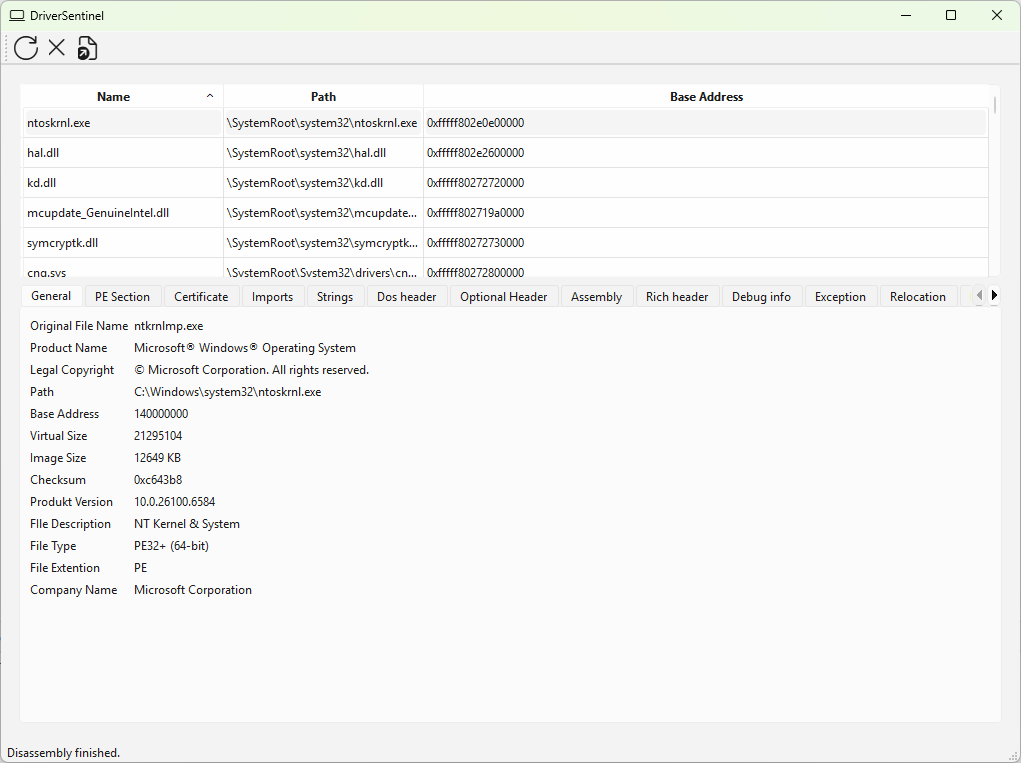 DriverSentinel
Name Path Base Address
ntoskrnl.exe \SystemRoot\system32\ntoskrnl.exe 0xfffff802e0e00000
hal.dll \SystemRoot\system32\hal.dll 0xfffff802e2600000
kd.dll \SystemRoot\system32\kd.dll 0xfffff80272720000
mcupdate_GenuineIntel.dll \SystemRoot\system32\mcupdate... 0xfffff802719a0000
symcryptk.dll \SystemRoot\system32\symcryptk... 0xfffff80272730000
cng.sys \SystemRoot\System32\drivers\cn... 0xfffff80272800000
General PE Section Certificate Imports Strings Dos header Optional Header Assembly Rich header Debug info Exception Relocation
Original File Name ntkrnlmp.exe
Product Name Microsoft® Windows® Operating System
Legal Copyright © Microsoft Corporation. All rights reserved.
Path C:\Windows\system32\ntoskrnl.exe
Base Address 140000000
Virtual Size 21295104
Image Size 12649 KB
Checksum 0xc643b8
Produkt Version 10.0.26100.6584
FIle Description NT Kernel & System
File Type PE32+ (64-bit)
File Extention PE
Company Name Microsoft Corporation
Disassembly finished.